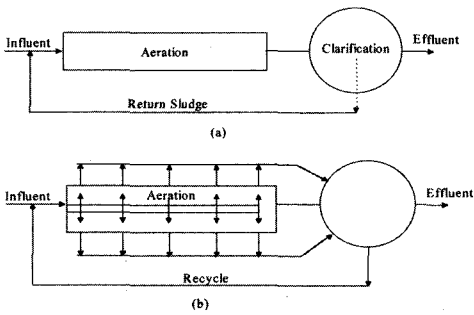 Influent
Aeration
Clarification
Effluent
Return Sludge
(a)
Influent
Aeration
Effluent
Recycle
(b)